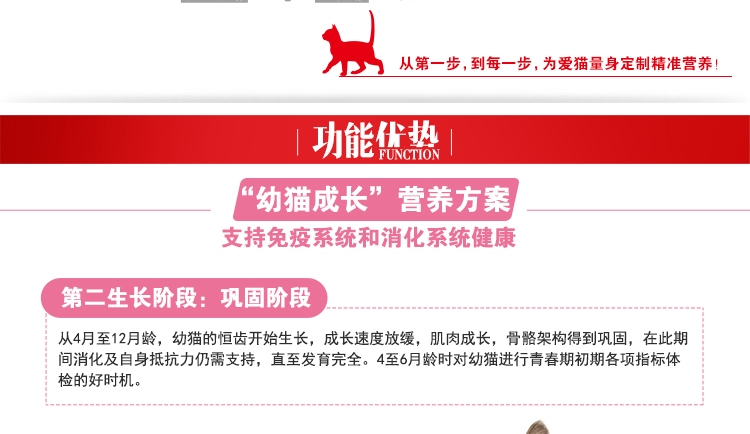 从第一步,到每一步,为爱猫量身定制精准营养!
功能优势
FUNCTION
“幼猫成长”营养方案
支持免疫系统和消化系统健康
第二生长阶段：巩固阶段
从4月至12月龄，幼猫的恒齿开始生长，成长速度放缓，肌肉成长，骨骼架构得到巩固，在此期
间消化及自身抵抗力仍需支持，直至发育完全。4至6月龄时对幼猫进行青春期初期各项指标体
检的好时机。